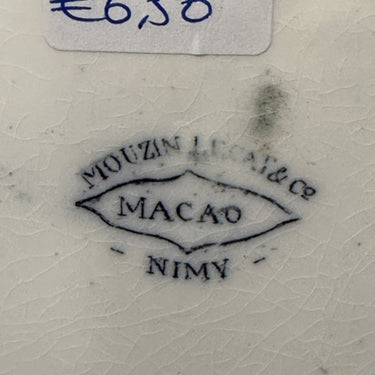 €6,50
MOUZIN LECAT & Cº
MACAO
- NIMY -